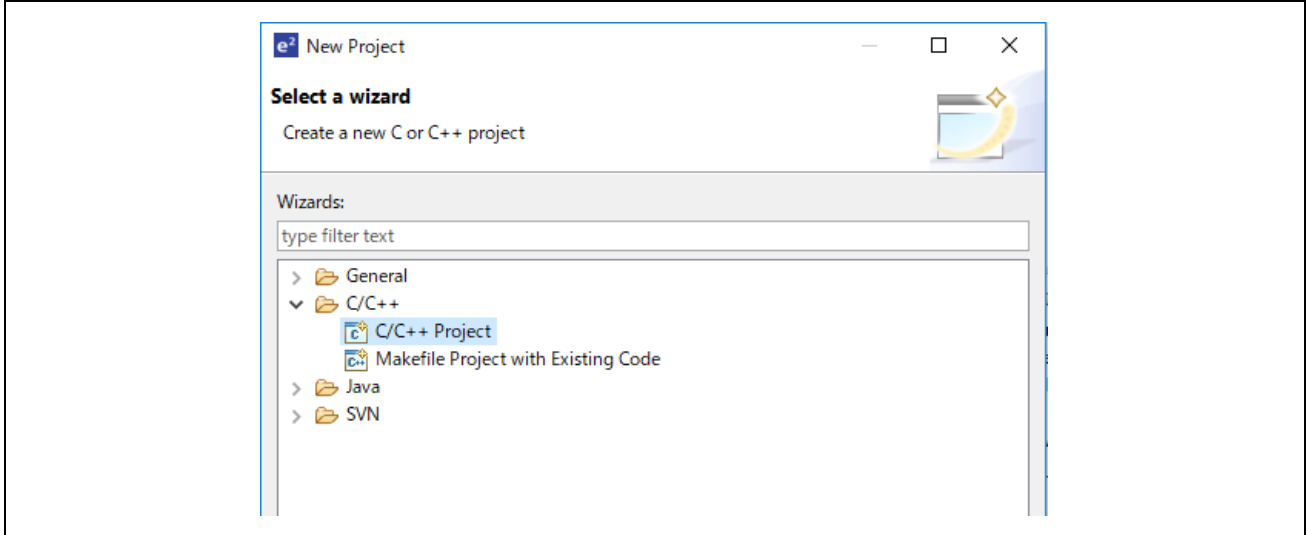 e² New Project
Select a wizard
Create a new C or C++ project
Wizards:
type filter text
General
C/C++
C/C++ Project
Makefile Project with Existing Code
Java
SVN